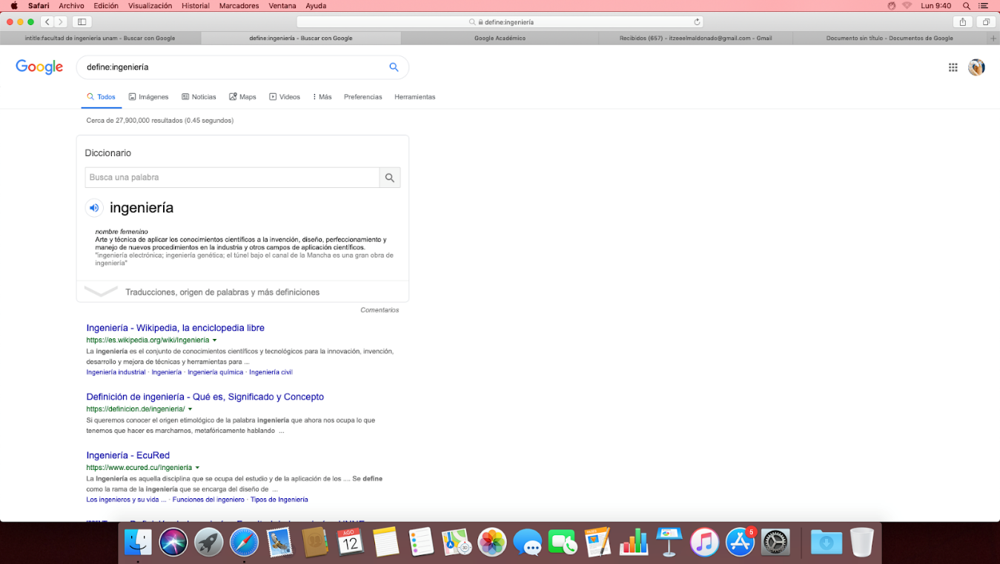 Safari Archivo Edición Visualización Historial Marcadores Ventana Ayuda Lun 9:40
define:ingeniería
intitle:facultad de ingenieria unam - Buscar con Google define:ingeniería - Buscar con Google Google Académico Recibidos (657) - itzeeelmaldonado@gmail.com - Gmail Documento sin título - Documentos de Google
Google define:ingeniería
Todos Imágenes Noticias Maps Videos Más Preferencias Herramientas
Cerca de 27,900,000 resultados (0.45 segundos)
Diccionario
Busca una palabra
ingeniería
nombre femenino
Arte y técnica de aplicar los conocimientos científicos a la invención, diseño, perfeccionamiento y
manejo de nuevos procedimientos en la industria y otros campos de aplicación científicos.
"ingeniería electrónica; ingeniería genética; el túnel bajo el canal de la Mancha es una gran obra de
ingeniería"
Traducciones, origen de palabras y más definiciones
Comentarios
Ingeniería - Wikipedia, la enciclopedia libre
https://es.wikipedia.org/wiki/Ingeniería
La ingeniería es el conjunto de conocimientos científicos y tecnológicos para la innovación, invención,
desarrollo y mejora de técnicas y herramientas para ...
Ingeniería industrial · Ingeniería · Ingeniería química · Ingeniería civil
Definición de ingeniería - Qué es, Significado y Concepto
https://definicion.de/ingenieria/
Si queremos conocer el origen etimológico de la palabra ingeniería que ahora nos ocupa lo que
tenemos que hacer es marcharnos, metafóricamente hablando ...
Ingeniería - EcuRed
https://www.ecured.cu/Ingeniería
La Ingeniería es aquella disciplina que se ocupa del estudio y de la aplicación de los .... Se define
como la rama de la ingeniería que se encarga del diseño de ...
Los ingenieros y su vida ... · Funciones del ingeniero · Tipos de Ingeniería
AGO
12
5